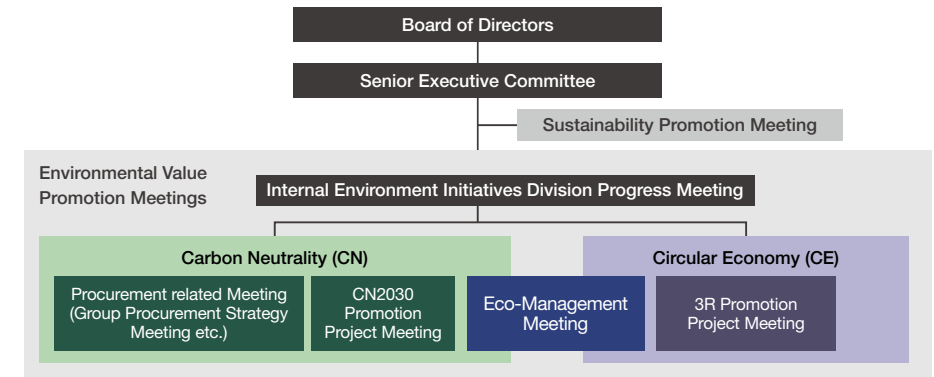 Board of Directors
Senior Executive Committee
Sustainability Promotion Meeting
Environmental Value
Promotion Meetings
Internal Environment Initiatives Division Progress Meeting
Carbon Neutrality (CN)
Procurement related Meeting
(Group Procurement Strategy
Meeting etc.)
CN2030
Promotion
Project Meeting
Eco-Management
Meeting
Circular Economy (CE)
3R Promotion
Project Meeting